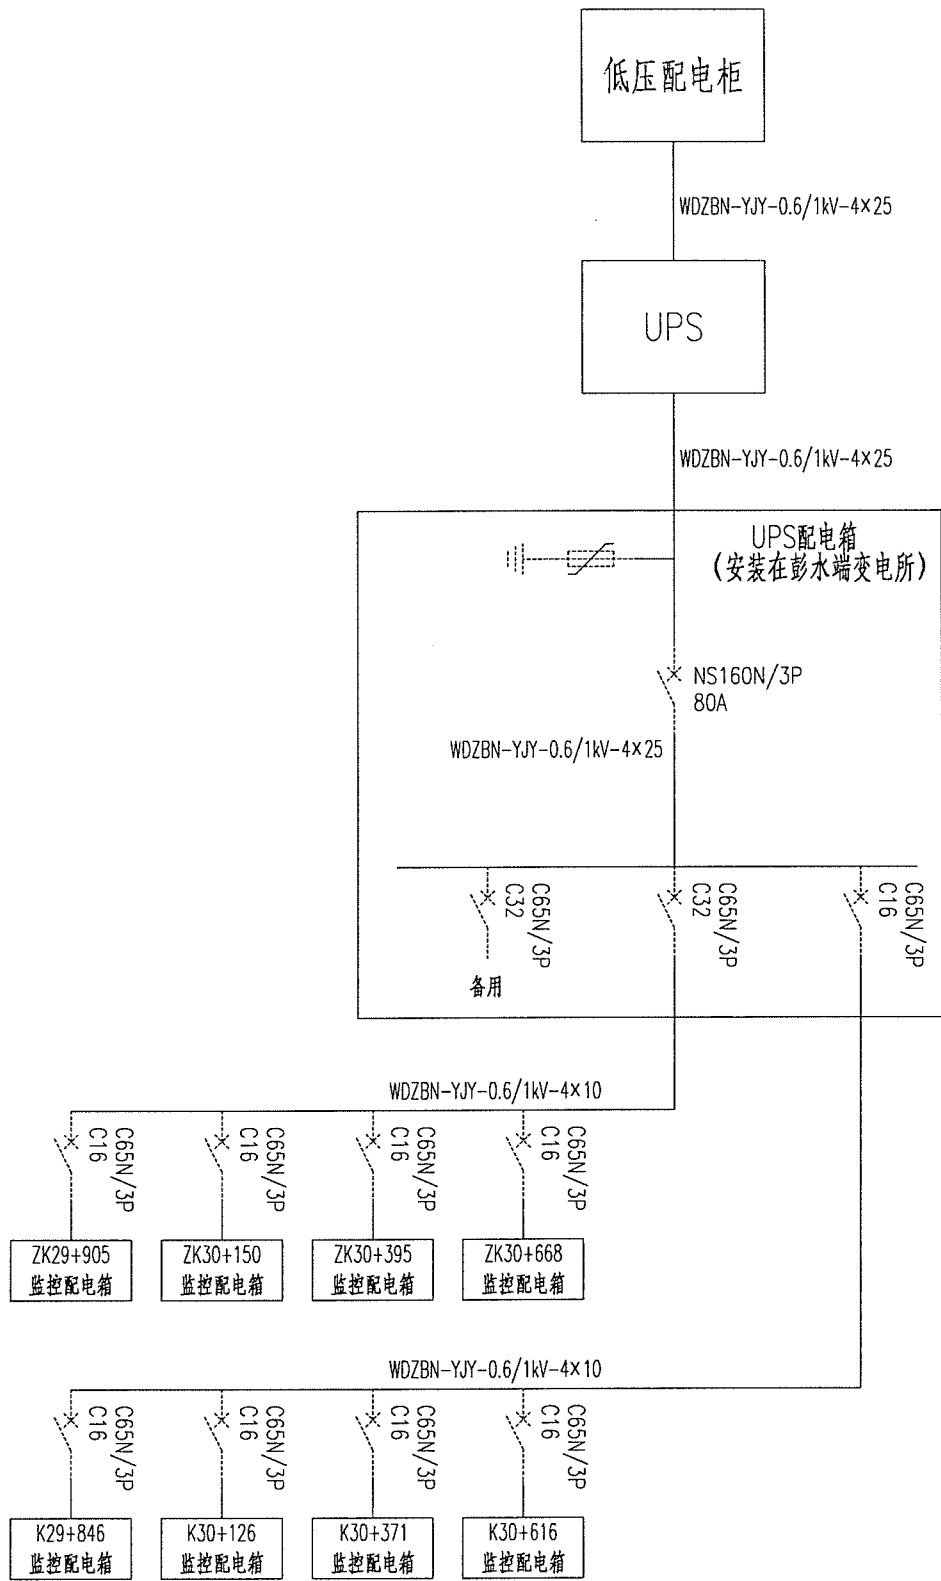 低压配电柜
WDZBN-YJY-0.6/1kV-4×25
UPS
WDZBN-YJY-0.6/1kV-4×25
UPS配电箱
(安装在彭水端变电所)
NS160N/3P
80A
WDZBN-YJY-0.6/1kV-4×25
C65N/3P
C32
C65N/3P
C32
C65N/3P
C16
备用
WDZBN-YJY-0.6/1kV-4×10
C65N/3P
C16
C65N/3P
C16
C65N/3P
C16
C65N/3P
C16
ZK29+905
监控配电箱
ZK30+150
监控配电箱
ZK30+395
监控配电箱
ZK30+668
监控配电箱
WDZBN-YJY-0.6/1kV-4×10
C65N/3P
C16
C65N/3P
C16
C65N/3P
C16
C65N/3P
C16
K29+846
监控配电箱
K30+126
监控配电箱
K30+371
监控配电箱
K30+616
监控配电箱